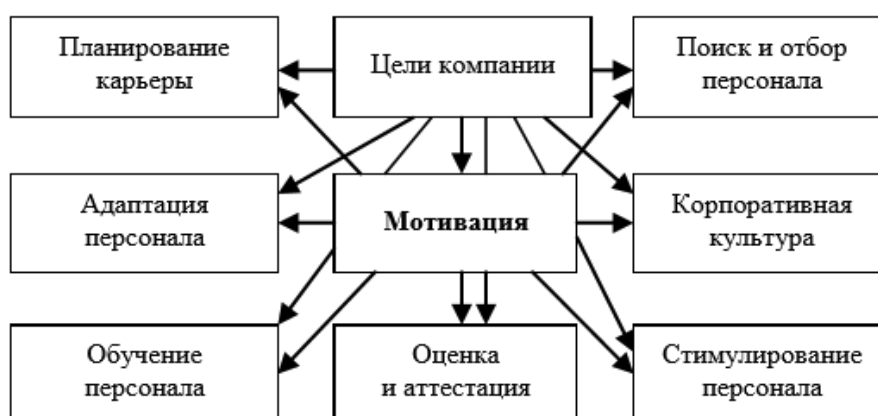 Планирование
карьеры
Цели компании
Поиск и отбор
персонала
Адаптация
персонала
Мотивация
Корпоративная
культура
Обучение
персонала
Оценка
и аттестация
Стимулирование
персонала